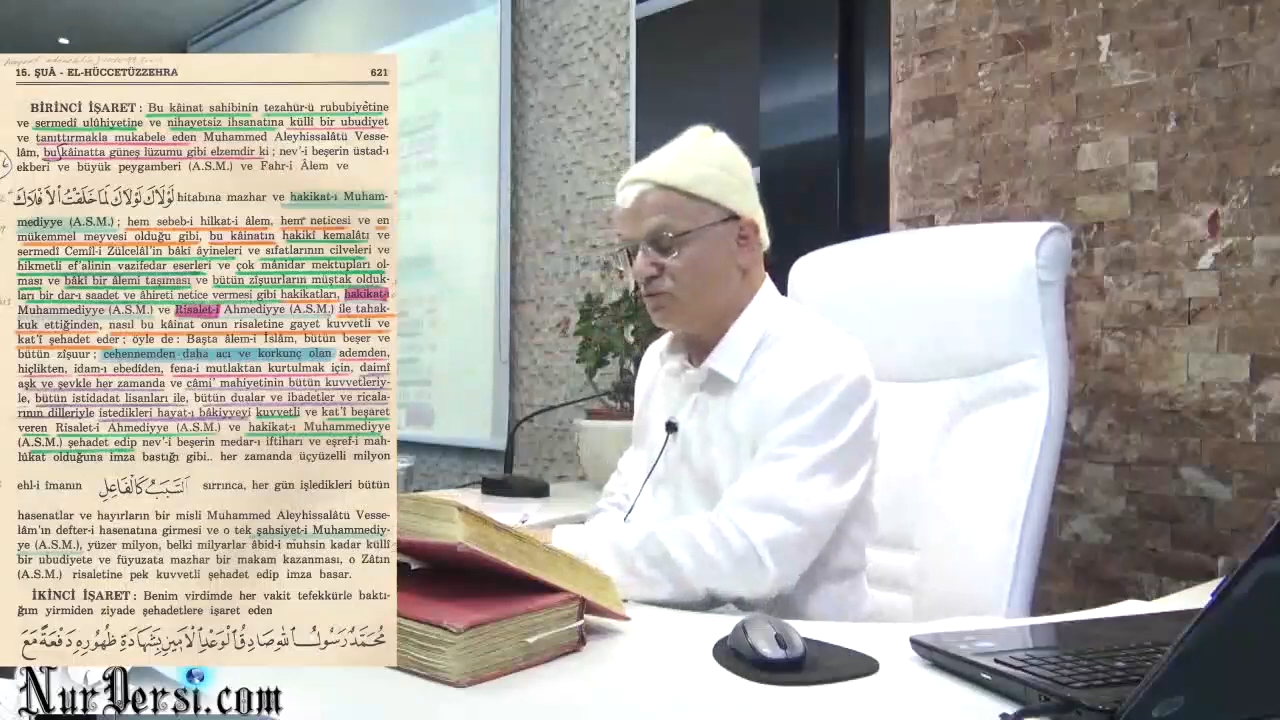 15. ŞUÂ - EL-HÜCCETÜZZEHRA 621
BİRİNCİ İŞARET : Bu kâinat sahibinin tezahür-ü rububiyetine
ve sermedî ulûhiyetine ve nihayetsiz ihsanatına küllî bir ubudiyet
ve tanıttırmakla mukabele eden Muhammed Aleyhissalâtü Vesse-
lâm, bu kâinatta güneş lüzumu gibi elzemdir ki ; nev'-i beşerin üstad-ı
ekberi ve büyük peygamberi (A.S.M.) ve Fahr-i Âlem ve
لَوْلَاكَ لَوْلَاكَ لَمَا خَلَقْتُ الْاَفْلَاكَ hitabına mazhar ve hakikat-ı Muham-
mediyye (A.S.M.) ; hem sebeb-i hilkat-i âlem, hem neticesi ve en
mükemmel meyvesi olduğu gibi, bu kâinatın hakikî kemalâtı ve
sermedî Cemîl-i Zülcelâl'in bâki âyineleri ve sıfatlarının cilveleri ve
hikmetli ef'alinin vazifedar eserleri ve çok mânidar mektupları ol-
ması ve bâki bir âlemi taşıması ve bütün zîşuurların müştak olduk-
ları bir dar-ı saadet ve âhireti netice vermesi gibi hakikatları, hakikat-ı
Muhammediyye (A.S.M.) ve Risalet-i Ahmediyye (A.S.M.) ile tahak-
kuk ettiğinden, nasıl bu kâinat onun risaletine gayet kuvvetli ve
kat'î şehadet eder ; öyle de : Başta âlem-i İslâm, bütün beşer ve
bütün zîşuur ; cehennemden daha acı ve korkunç olan ademden,
hiçlikten, idam-ı ebedîden, fena-i mutlaktan kurtulmak için, daimî
aşk ve şevkle her zamanda ve câmi' mahiyetinin bütün kuvvetleriy-
le, bütün istidadat lisanları ile, bütün dualar ve ibadetler ve ricala-
rının dilleriyle istedikleri hayat-ı bâkiyyeyi kuvvetli ve kat'î beşaret
veren Risalet-i Ahmediyye (A.S.M.) ve hakikat-ı Muhammediyye
(A.S.M.) şehadet edip nev'-i beşerin medar-ı iftiharı ve eşref-i mah-
lûkat olduğuna imza bastığı gibi.. her zamanda üçyüzelli milyon
ehl-i îmanın اَلسَّبَبُ كَالْفَاعِلِ sırrınca, her gün işledikleri bütün
hasenatlar ve hayırların bir misli Muhammed Aleyhissalâtü Vesse-
lâm'ın defter-i hasenatına girmesi ve o tek şahsiyet-i Muhammediy-
ye (A.S.M.), yüzer milyon, belki milyarlar âbid-i muhsin kadar küllî
bir ubudiyete ve füyüzata mazhar bir makam kazanması, o Zâtın
(A.S.M.) risaletine pek kuvvetli şehadet edip imza basar.
İKİNCİ İŞARET : Benim virdimde her vakit tefekkürle baktı-
ğım yirmiden ziyade şehadetlere işaret eden
مُحَمَّدٌ رَسُولُ اللّٰهِ صَادِقُ الْوَعْدِ الْاَمِينِ بِشَهَادَةِ ظُهُورِهِ دَفْعَةً مَعَ
NurDersi.com